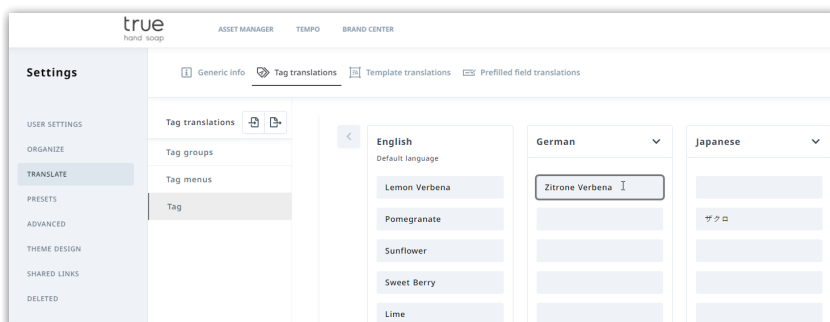 true
hand soap
ASSET MANAGER TEMPO BRAND CENTER
Settings
Generic info Tag translations Template translations Prefilled field translations
USER SETTINGS
ORGANIZE
TRANSLATE
PRESETS
ADVANCED
THEME DESIGN
SHARED LINKS
DELETED
Tag translations
Tag groups
Tag menus
Tag
English German Japanese
Default language
Lemon Verbena Zitrone Verbena
Pomegranate ザクロ
Sunflower
Sweet Berry
Lime